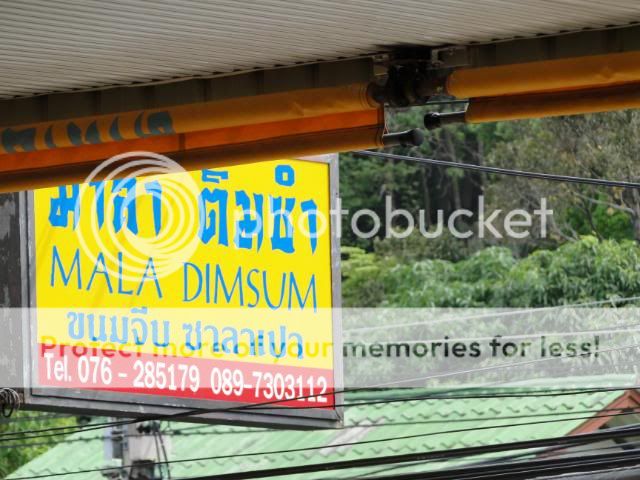 มาลา ติ่มซำ
photobucket
MALA DIMSUM
ขนมจีบ ซาลาเปา
Protect more of your memories for less!
Tel. 076 - 285179 089-7303112